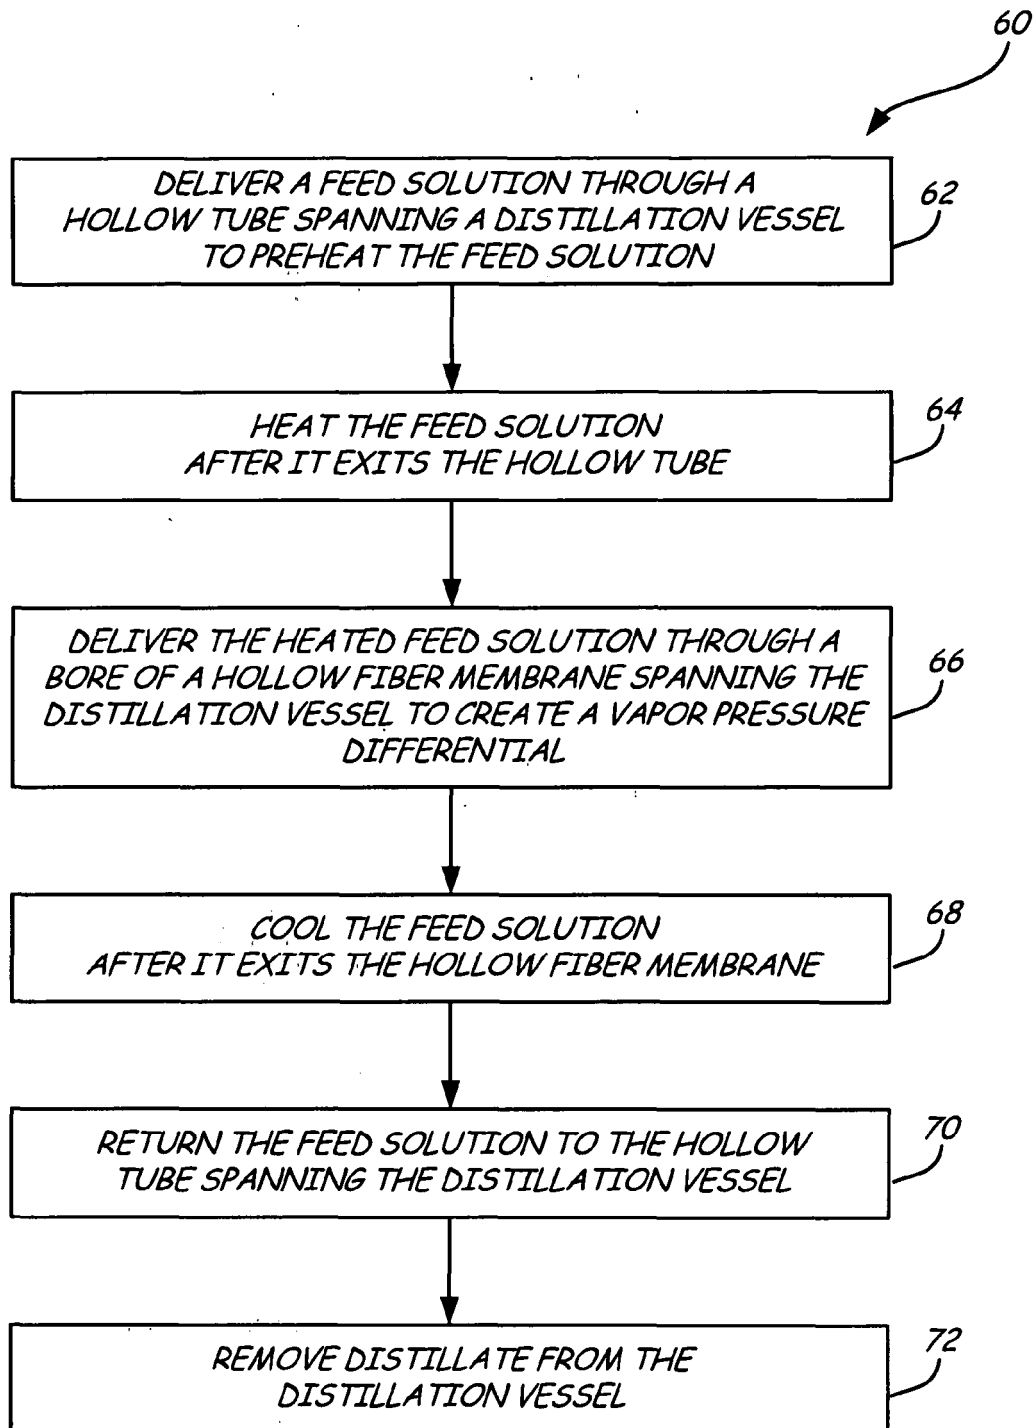 60
DELIVER A FEED SOLUTION THROUGH A
HOLLOW TUBE SPANNING A DISTILLATION VESSEL
TO PREHEAT THE FEED SOLUTION
62
HEAT THE FEED SOLUTION
AFTER IT EXITS THE HOLLOW TUBE
64
DELIVER THE HEATED FEED SOLUTION THROUGH A
BORE OF A HOLLOW FIBER MEMBRANE SPANNING THE
DISTILLATION VESSEL TO CREATE A VAPOR PRESSURE
DIFFERENTIAL
66
COOL THE FEED SOLUTION
AFTER IT EXITS THE HOLLOW FIBER MEMBRANE
68
RETURN THE FEED SOLUTION TO THE HOLLOW
TUBE SPANNING THE DISTILLATION VESSEL
70
REMOVE DISTILLATE FROM THE
DISTILLATION VESSEL
72